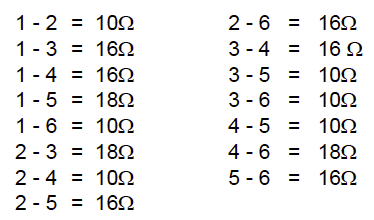 1 - 2 = 10Ω
1 - 3 = 16Ω
1 - 4 = 16Ω
1 - 5 = 18Ω
1 - 6 = 10Ω
2 - 3 = 18Ω
2 - 4 = 10Ω
2 - 5 = 16Ω
2 - 6 = 16Ω
3 - 4 = 16 Ω
3 - 5 = 10Ω
3 - 6 = 10Ω
4 - 5 = 10Ω
4 - 6 = 18Ω
5 - 6 = 16Ω